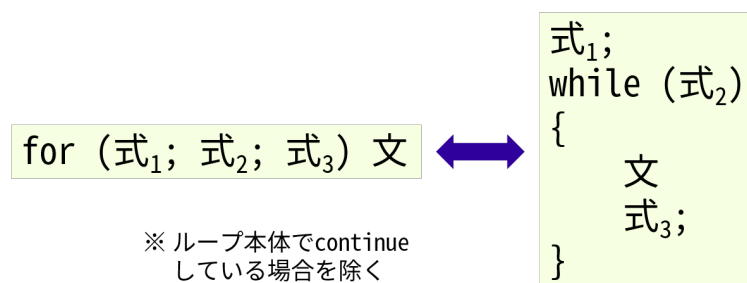 for (式₁; 式₂; 式₃) 文
※ ループ本体でcontinue
している場合を除く
式₁;
while (式₂)
{
文
式₃;
}